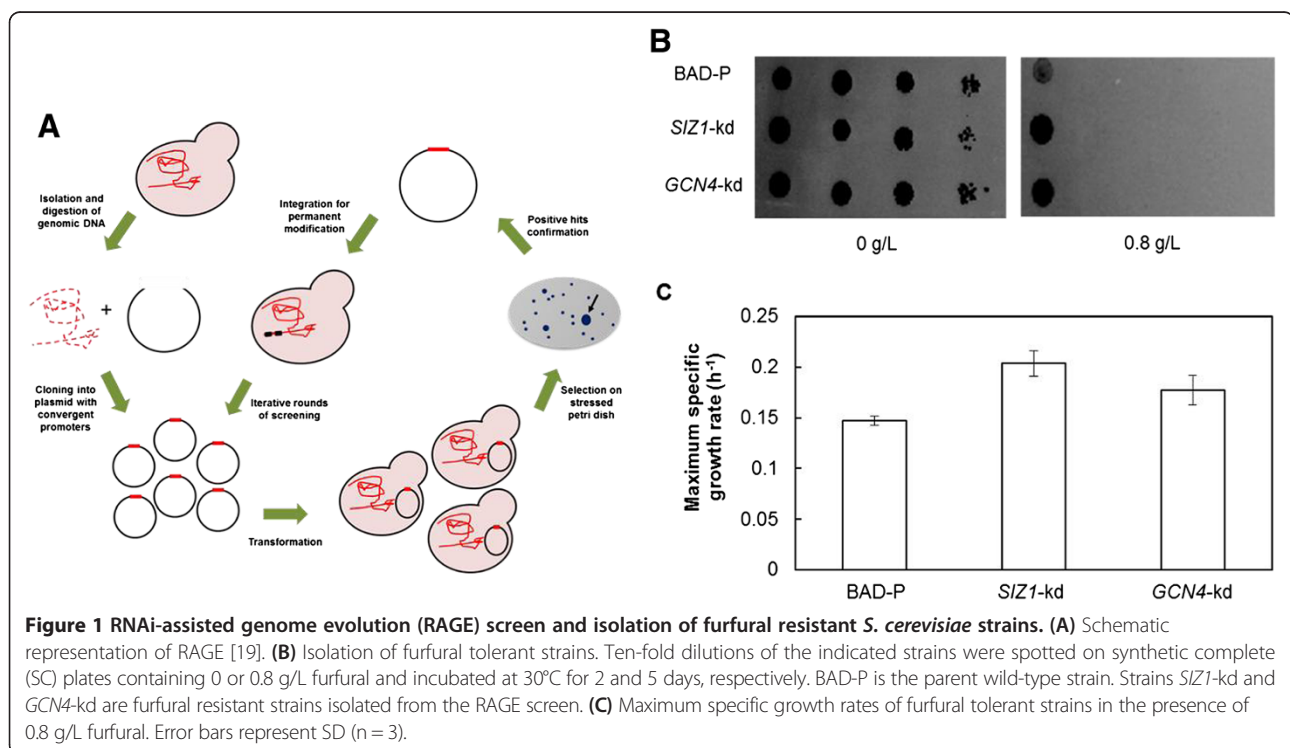 A
Isolation and
digestion of
genomic DNA
+
Cloning into
plasmid with
convergent
promoters
Transformation
Integration for
permanent
modification
Iterative rounds
of screening
Positive hits
confirmation
Selection on
stressed
petri dish
B
BAD-P
SIZ1-kd
GCN4-kd
0 g/L
0.8 g/L
C
Maximum specific
growth rate (h-1)
0.25
0.2
0.15
0.1
0.05
0
BAD-P
SIZ1-kd
GCN4-kd
Figure 1 RNAi-assisted genome evolution (RAGE) screen and isolation of furfural resistant S. cerevisiae strains. (A) Schematic
representation of RAGE [19]. (B) Isolation of furfural tolerant strains. Ten-fold dilutions of the indicated strains were spotted on synthetic complete
(SC) plates containing 0 or 0.8 g/L furfural and incubated at 30°C for 2 and 5 days, respectively. BAD-P is the parent wild-type strain. Strains SIZ1-kd and
GCN4-kd are furfural resistant strains isolated from the RAGE screen. (C) Maximum specific growth rates of furfural tolerant strains in the presence of
0.8 g/L furfural. Error bars represent SD (n = 3).